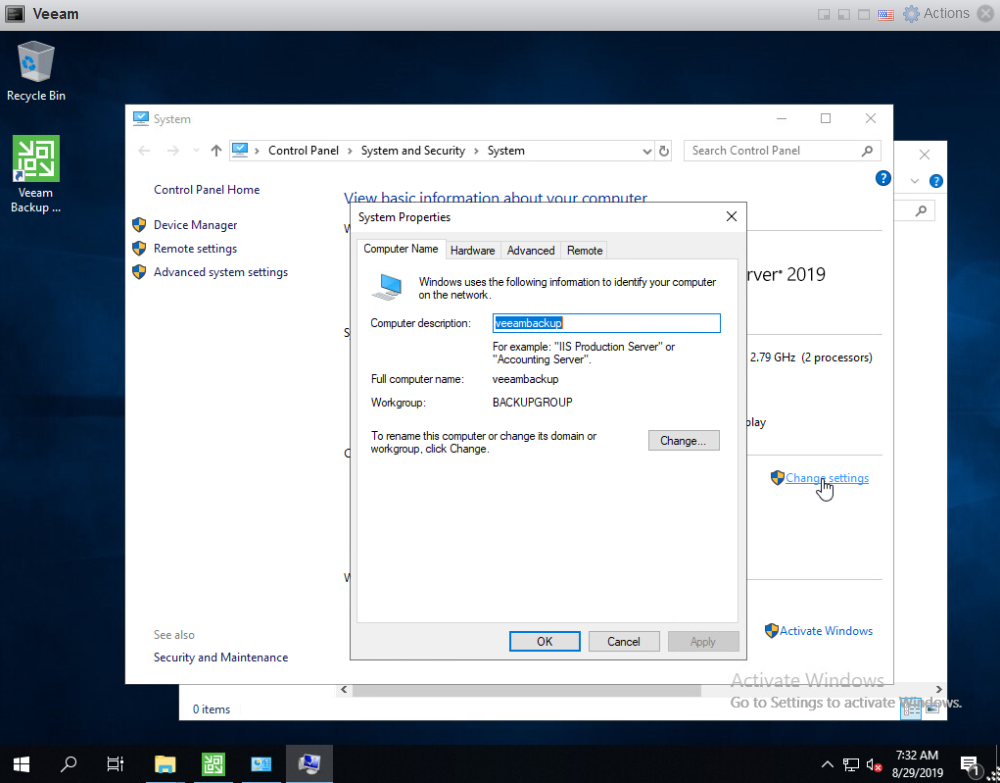 Veeam
Actions
Recycle Bin
Veeam
Backup ...
System
Control Panel
System and Security
System
Search Control Panel
Control Panel Home
Device Manager
Remote settings
Advanced system settings
See also
Security and Maintenance
View basic information about your computer
System Properties
Computer Name
Hardware
Advanced
Remote
Windows uses the following information to identify your computer
on the network.
Computer description:
veeambackup
For example: "IIS Production Server" or
"Accounting Server".
Full computer name:
veeambackup
Workgroup:
BACKUPGROUP
To rename this computer or change its domain or
workgroup, click Change.
Change...
OK
Cancel
Apply
rver® 2019
2.79 GHz (2 processors)
play
Change settings
Activate Windows
0 items
Activate Windows
Go to Settings to activate Windows.
7:32 AM
8/29/2019
1